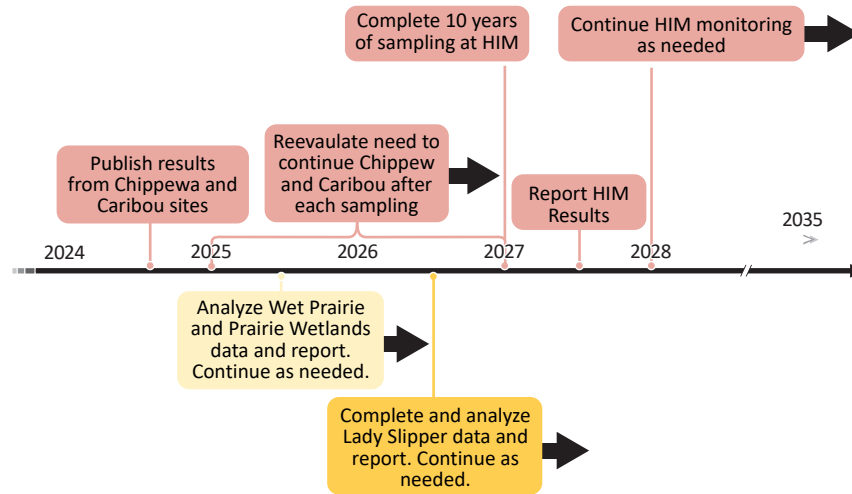 Complete 10 years
of sampling at HIM
Continue HIM monitoring
as needed
Publish results
from Chippewa and
Caribou sites
Reevaulate need to
continue Chippew
and Caribou after
each sampling
Report HIM
Results
2024
2025
2026
2027
2028
2035
Analyze Wet Prairie
and Prairie Wetlands
data and report.
Continue as needed.
Complete and analyze
Lady Slipper data and
report. Continue as
needed.